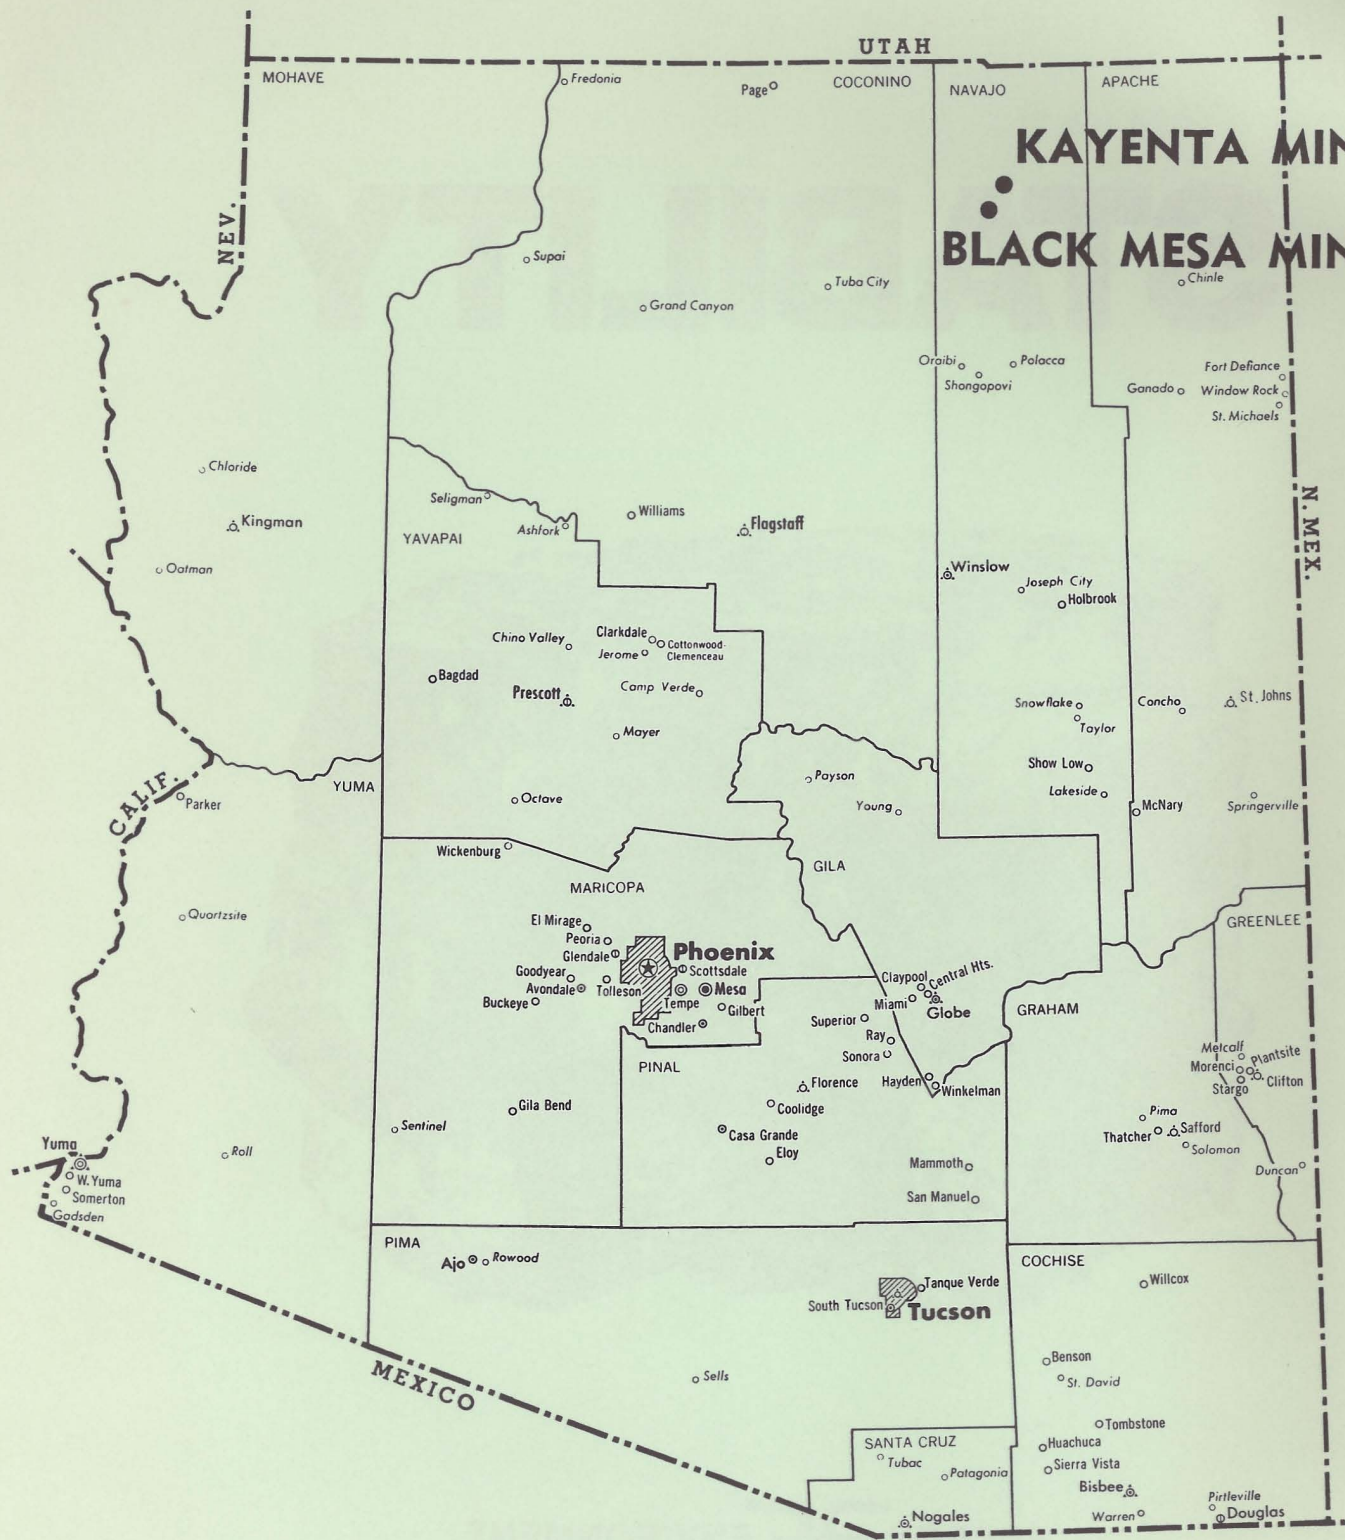 UTAH
MOHAVE
Fredonia
Page
COCONINO
NAVAJO
APACHE
KAYENTA MIN
NEV.
BLACK MESA MIN
Supai
Chinle
Tuba City
Grand Canyon
Oraibi
Polacca
Shongopovi
Fort Defiance
Ganado
Window Rock
St. Michaels
Chloride
Seligman
Kingman
Williams
Flagstaff
Ashfork
YAVAPAI
N. MEX.
Oatman
Winslow
Joseph City
Holbrook
Chino Valley
Clarkdale
Cottonwood-
Clemenceau
Jerome
Bagdad
Prescott
Camp Verde
Snowflake
Concho
St. Johns
Taylor
Mayer
Show Low
CALIF.
YUMA
Payson
Lakeside
Parker
Octave
Young
McNary
Springerville
Wickenburg
GILA
MARICOPA
Quartzsite
El Mirage
GREENLEE
Peoria
Phoenix
Glendale
Scottsdale
Goodyear
Claypool
Central Hts.
Avondale
Tolleson
Tempe
Mesa
Buckeye
Miami
Gilbert
Globe
GRAHAM
Superior
Chandler
Ray
Sonora
PINAL
Metcalf
Plantsite
Morenci
Clifton
Stargo
Florence
Hayden
Winkelman
Gila Bend
Coolidge
Pima
Sentinel
Casa Grande
Thatcher
Safford
Yuma
Roll
Eloy
Solomon
W. Yuma
Mammoth
Duncan
Somerton
San Manuel
Gadsden
PIMA
Ajo
Rowood
COCHISE
Tanque Verde
Willcox
South Tucson
Tucson
MEXICO
Benson
Sells
St. David
Tombstone
SANTA CRUZ
Huachuca
Tubac
Sierra Vista
Patagonia
Bisbee
Pirtleville
Nogales
Warren
Douglas